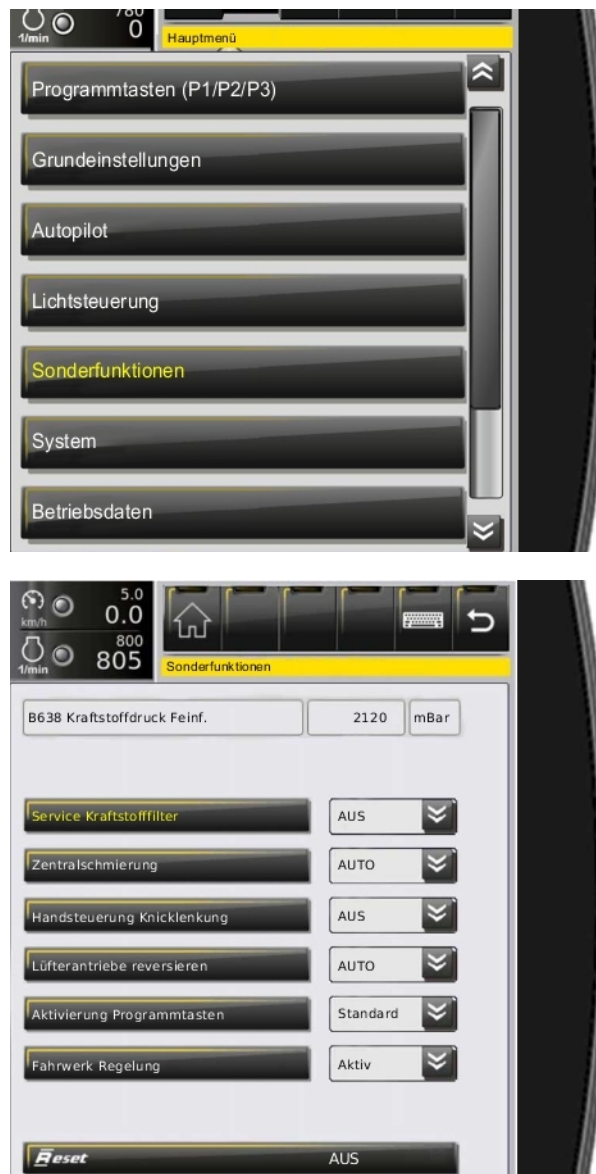 780
1/min 0
Hauptmenü
Programmtasten (P1/P2/P3)
Grundeinstellungen
Autopilot
Lichtsteuerung
Sonderfunktionen
System
Betriebsdaten
5.0
km/h 0.0
800
1/min 805
Sonderfunktionen
B638 Kraftstoffdruck Feinf. 2120 mBar
Service Kraftstofffilter AUS
Zentralschmierung AUTO
Handsteuerung Knicklenkung AUS
Lüfterantriebe reversieren AUTO
Aktivierung Programmtasten Standard
Fahrwerk Regelung Aktiv
Reset AUS